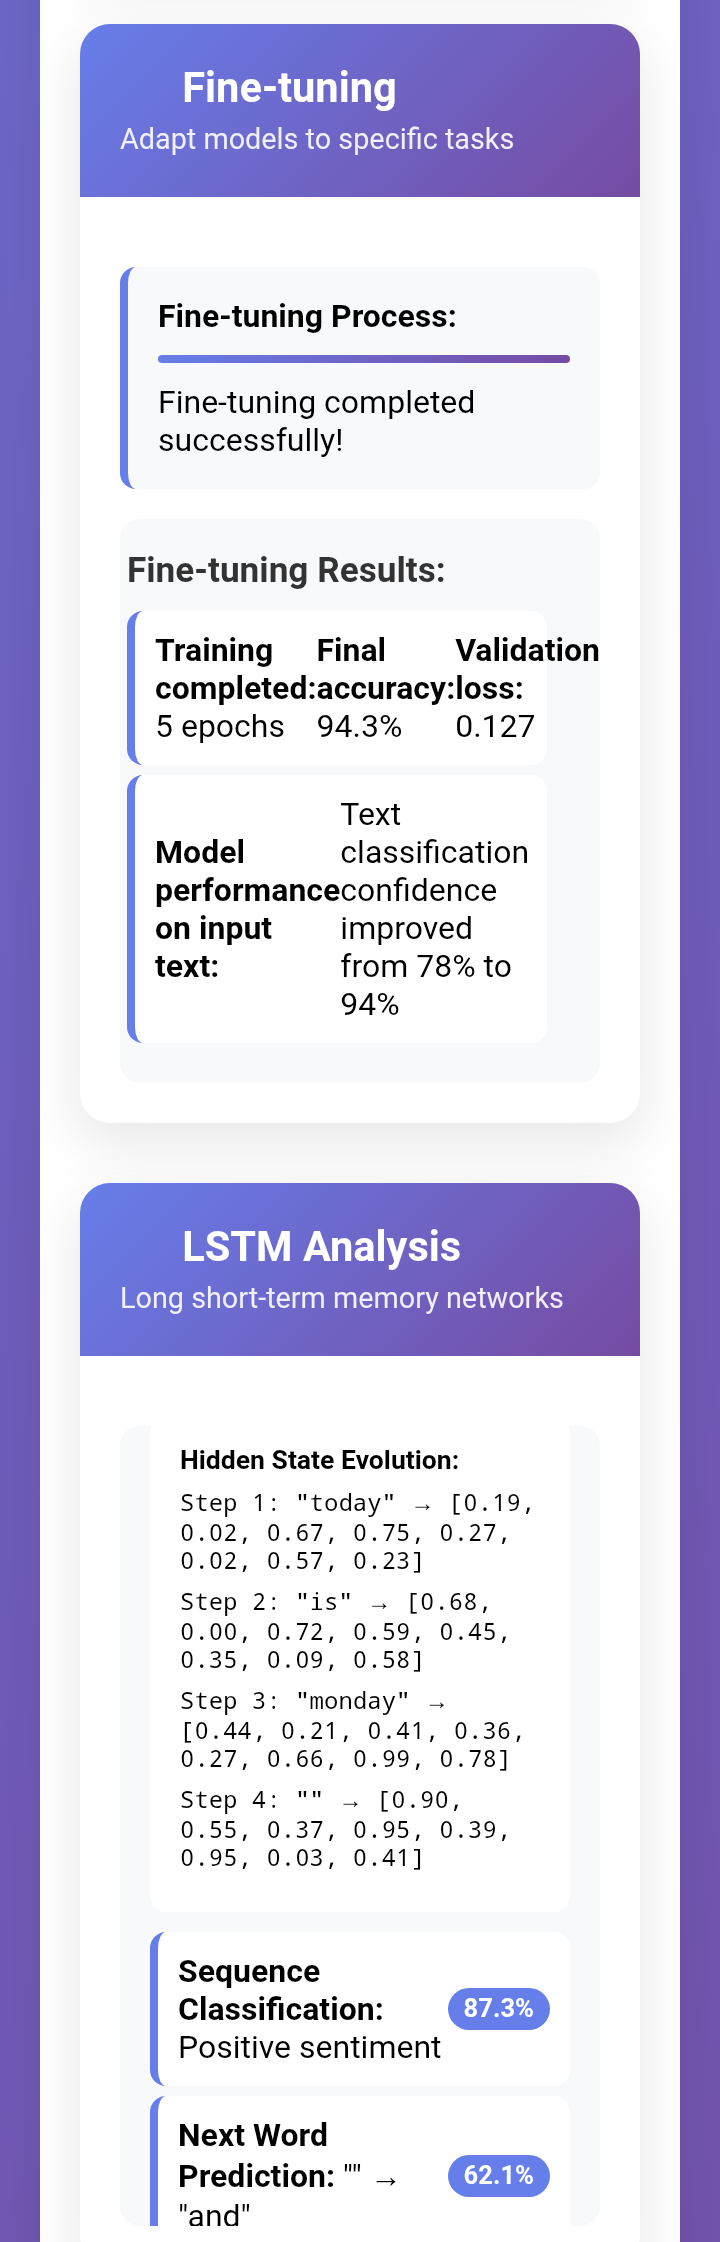 Fine-tuning
Adapt models to specific tasks
Fine-tuning Process:
Fine-tuning completed
successfully!
Fine-tuning Results:
Training completed:
5 epochs
Final accuracy:
94.3%
Validation loss:
0.127
Model
performance
on input
text:
Text
classification
confidence
improved
from 78% to
94%
LSTM Analysis
Long short-term memory networks
Hidden State Evolution:
Step 1: "today" → [0.19,
0.02, 0.67, 0.75, 0.27,
0.02, 0.57, 0.23]
Step 2: "is" → [0.68,
0.00, 0.72, 0.59, 0.45,
0.35, 0.09, 0.58]
Step 3: "monday" →
[0.44, 0.21, 0.41, 0.36,
0.27, 0.66, 0.99, 0.78]
Step 4: "" → [0.90,
0.55, 0.37, 0.95, 0.39,
0.95, 0.03, 0.41]
Sequence
Classification:
Positive sentiment
87.3%
Next Word
Prediction: "" →
"and"
62.1%